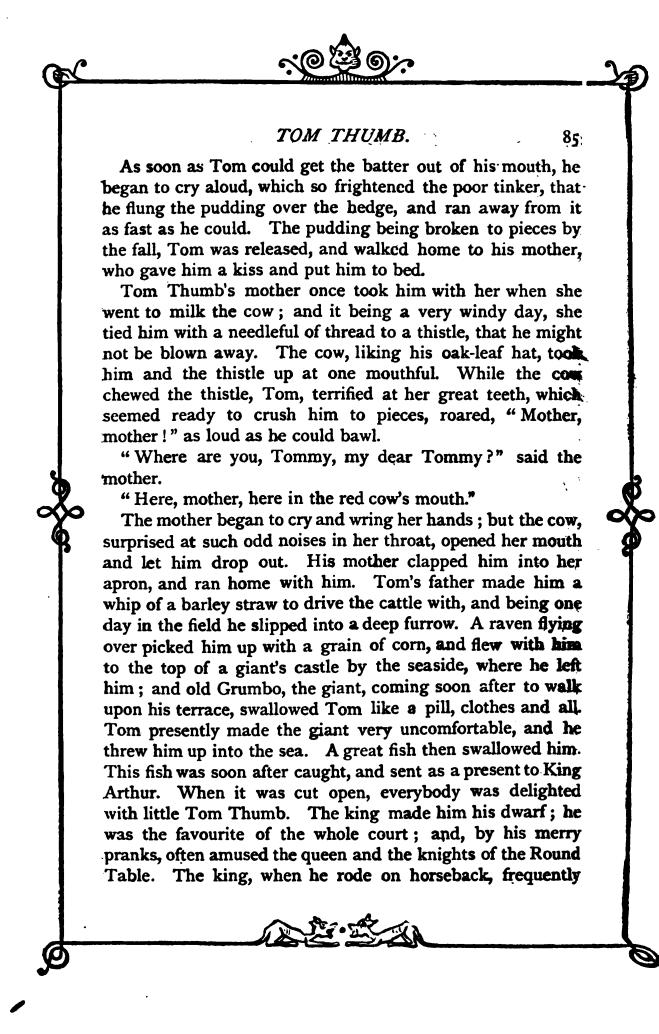 TOM THUMB. 85
As soon as Tom could get the batter out of his mouth, he
began to cry aloud, which so frightened the poor tinker, that
he flung the pudding over the hedge, and ran away from it
as fast as he could. The pudding being broken to pieces by
the fall, Tom was released, and walked home to his mother,
who gave him a kiss and put him to bed.
Tom Thumb's mother once took him with her when she
went to milk the cow; and it being a very windy day, she
tied him with a needleful of thread to a thistle, that he might
not be blown away. The cow, liking his oak-leaf hat, took
him and the thistle up at one mouthful. While the cow
chewed the thistle, Tom, terrified at her great teeth, which
seemed ready to crush him to pieces, roared, "Mother,
mother!" as loud as he could bawl.
"Where are you, Tommy, my dear Tommy?" said the
mother.
"Here, mother, here in the red cow's mouth."
The mother began to cry and wring her hands; but the cow,
surprised at such odd noises in her throat, opened her mouth
and let him drop out. His mother clapped him into her
apron, and ran home with him. Tom's father made him a
whip of a barley straw to drive the cattle with, and being one
day in the field he slipped into a deep furrow. A raven flying
over picked him up with a grain of corn, and flew with him
to the top of a giant's castle by the seaside, where he left
him; and old Grumbo, the giant, coming soon after to walk
upon his terrace, swallowed Tom like a pill, clothes and all.
Tom presently made the giant very uncomfortable, and he
threw him up into the sea. A great fish then swallowed him.
This fish was soon after caught, and sent as a present to King
Arthur. When it was cut open, everybody was delighted
with little Tom Thumb. The king made him his dwarf; he
was the favourite of the whole court; and, by his merry
pranks, often amused the queen and the knights of the Round
Table. The king, when he rode on horseback, frequently